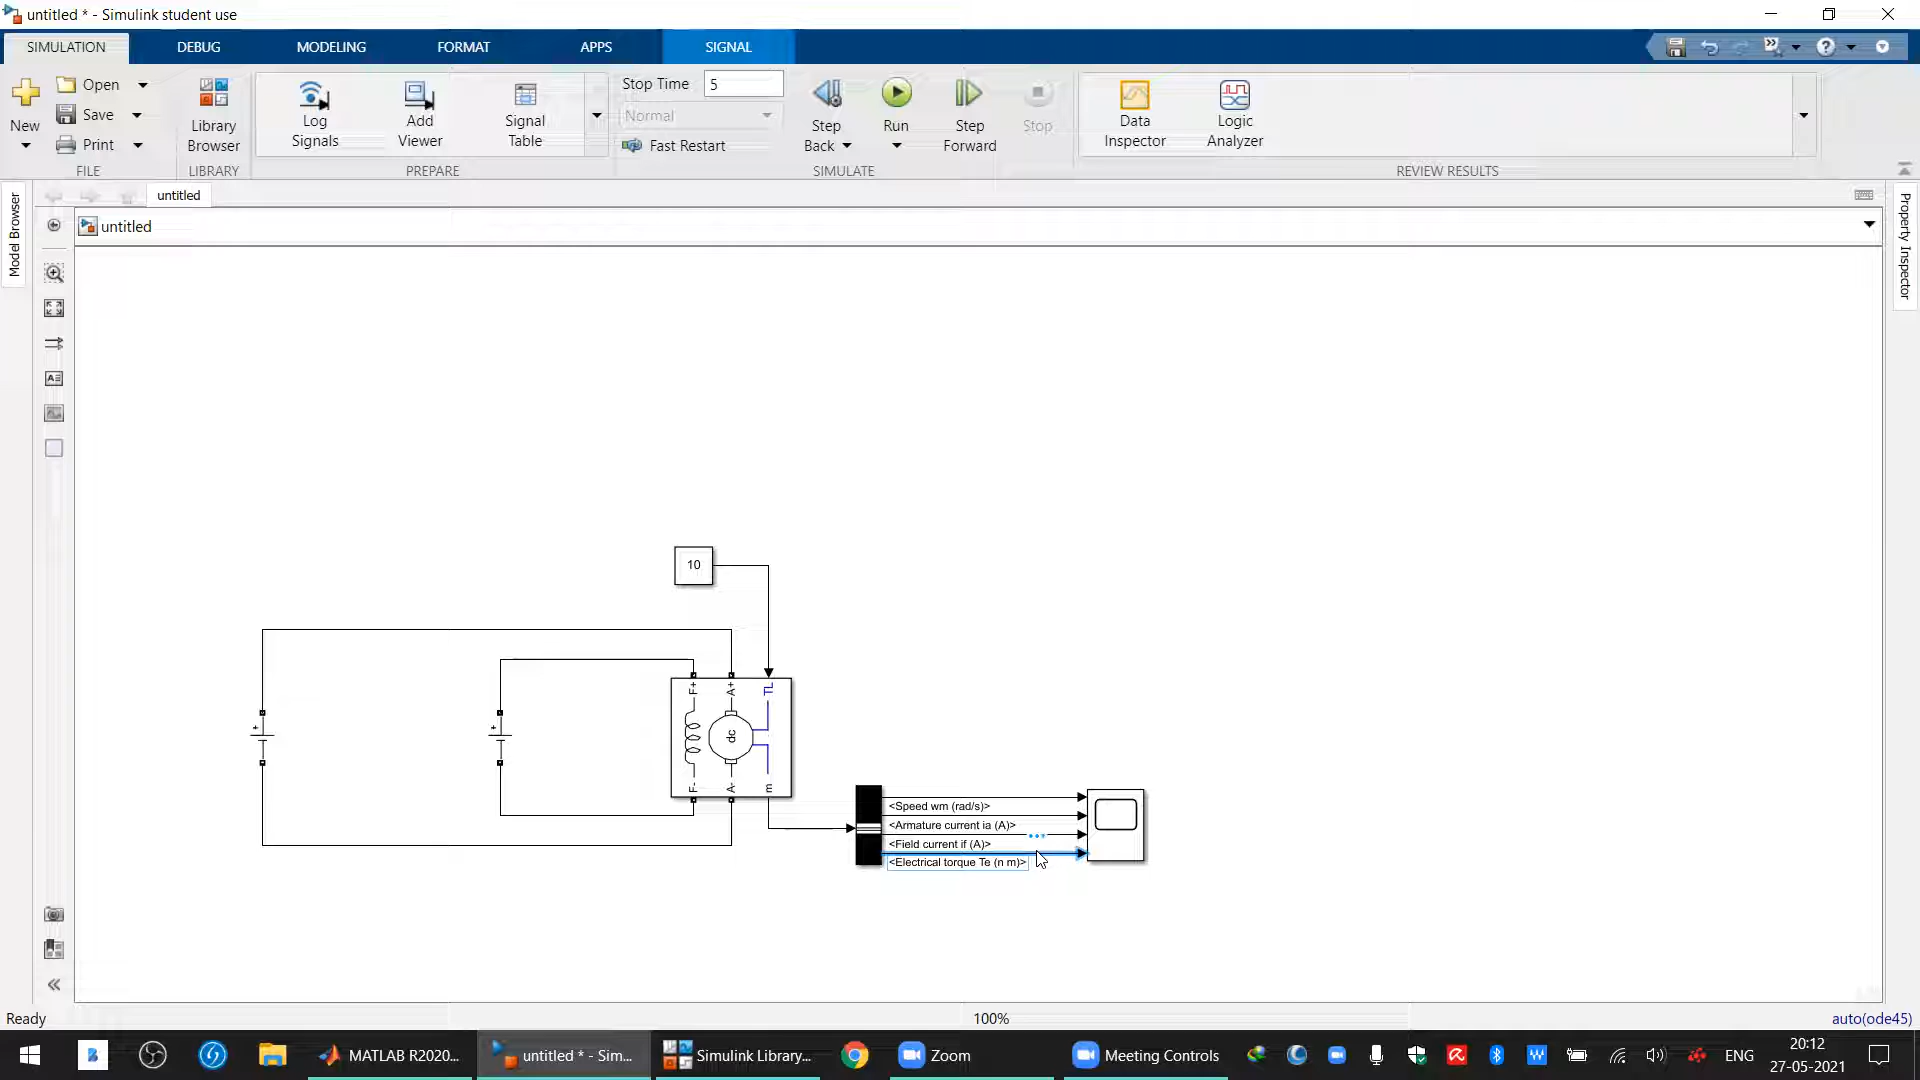 untitled * - Simulink student use
SIMULATION DEBUG MODELING FORMAT APPS SIGNAL
New
Open
Save
Print
FILE
Library
Browser
LIBRARY
Log
Signals
Add
Viewer
Signal
Table
PREPARE
Stop Time 5
Normal
Fast Restart
Step
Back
Run
Step
Forward
Stop
SIMULATE
Data
Inspector
Logic
Analyzer
REVIEW RESULTS
Model Browser
untitled
untitled
Property Inspector
10
F+ A+ TL
dc
F- A- m
<Speed wm (rad/s)>
<Armature current ia (A)>
<Field current if (A)>
<Electrical torque Te (n m)>
Ready 100% auto(ode45)
MATLAB R2020...
untitled * - Sim...
Simulink Library...
Zoom
Meeting Controls
ENG
20:12
27-05-2021